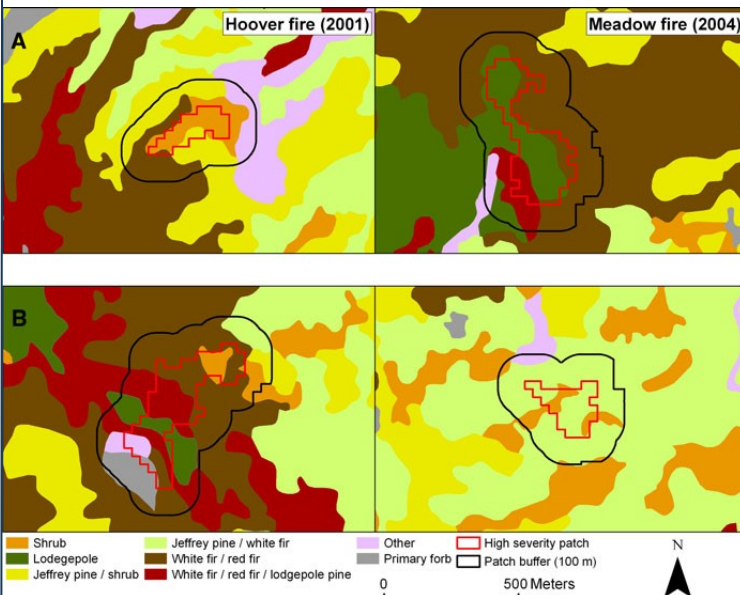 A
Hoover fire (2001)
Meadow fire (2004)
B
Shrub
Lodegepole
Jeffrey pine / shrub
Jeffrey pine / white fir
White fir / red fir
White fir / red fir / lodgepole pine
Other
Primary forb
High severity patch
Patch buffer (100 m)
0 500 Meters
N